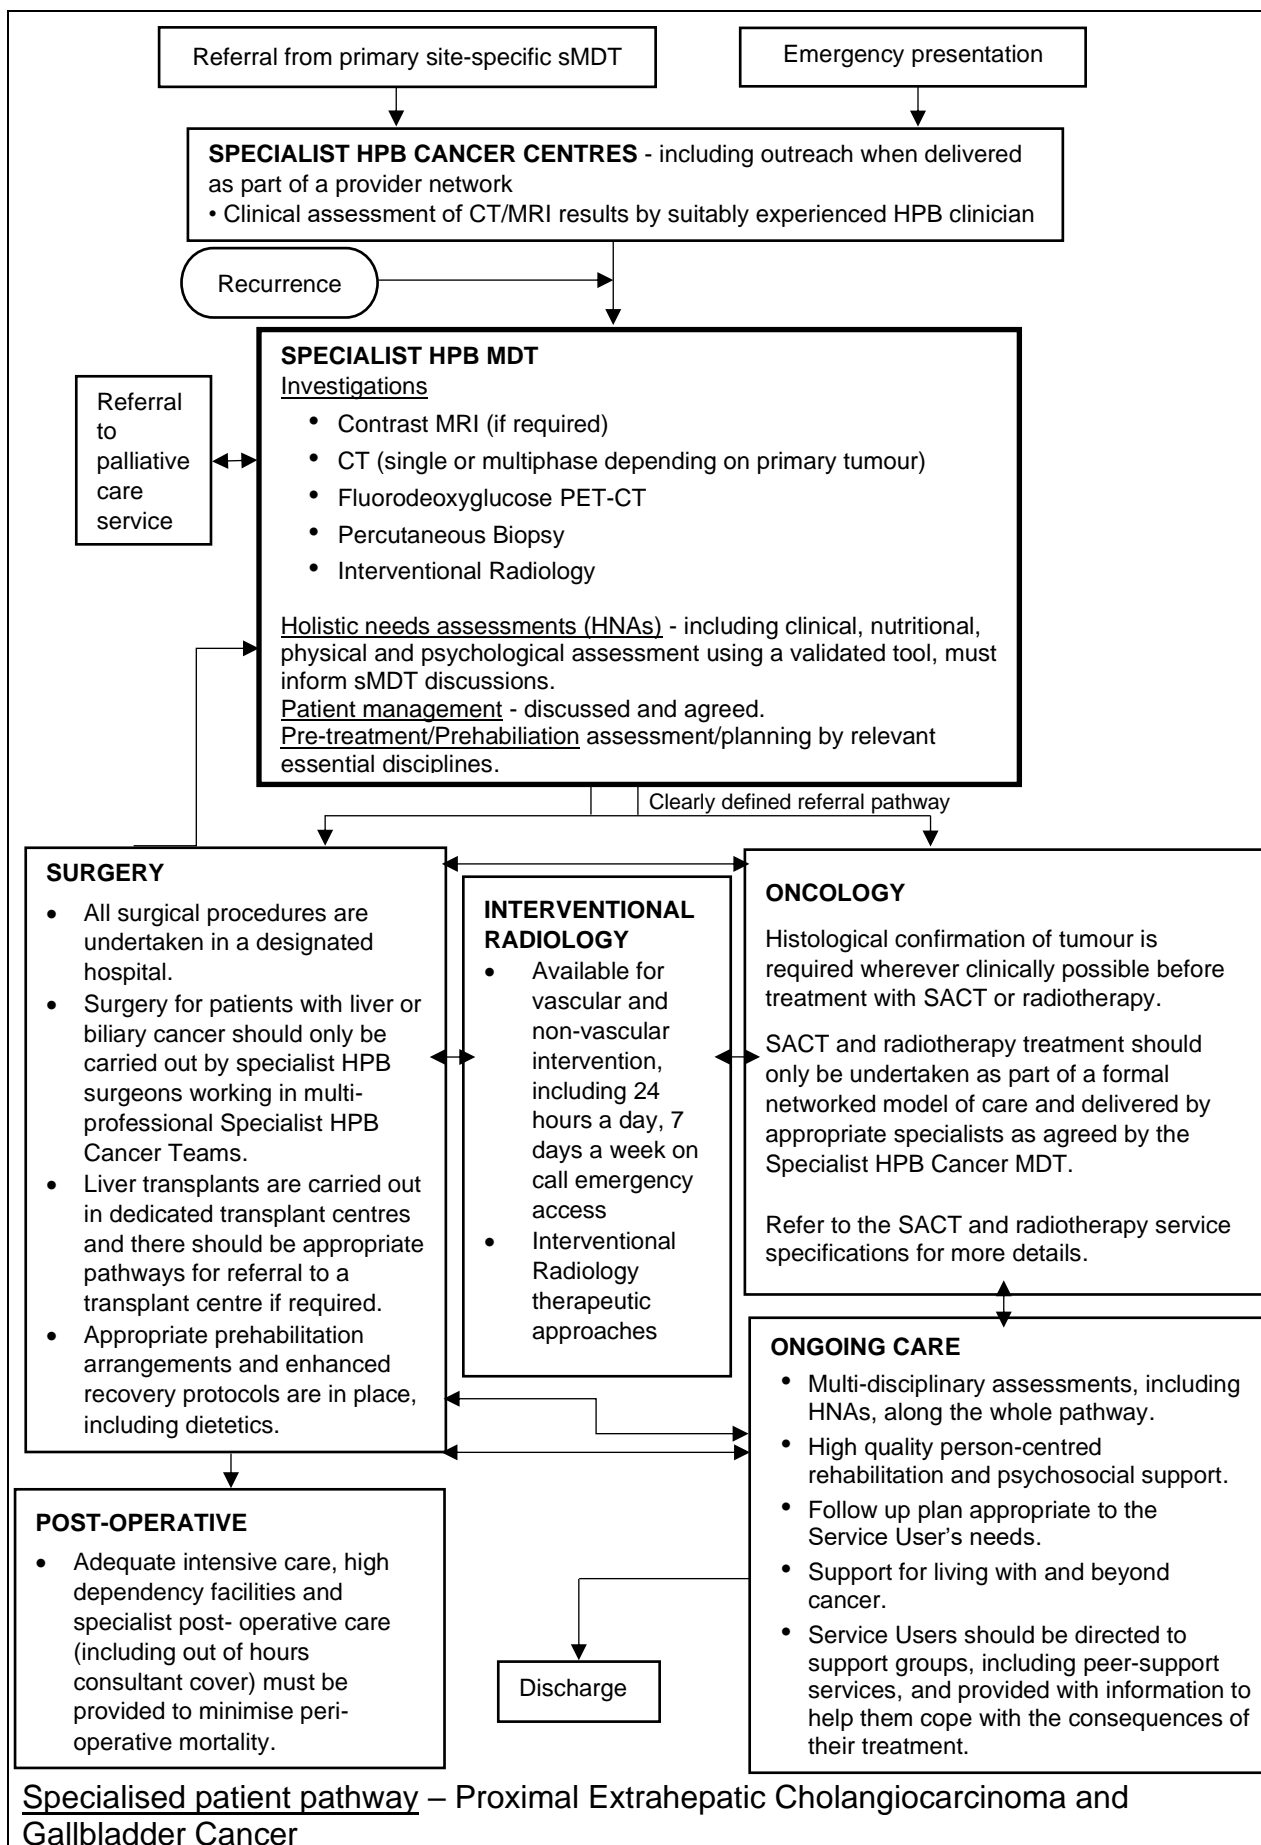 Referral from primary site-specific sMDT
Emergency presentation
SPECIALIST HPB CANCER CENTRES - including outreach when delivered
as part of a provider network
• Clinical assessment of CT/MRI results by suitably experienced HPB clinician
Recurrence
SPECIALIST HPB MDT
Investigations
• Contrast MRI (if required)
• CT (single or multiphase depending on primary tumour)
• Fluorodeoxyglucose PET-CT
• Percutaneous Biopsy
• Interventional Radiology
Holistic needs assessments (HNAs) - including clinical, nutritional,
physical and psychological assessment using a validated tool, must
inform sMDT discussions.
Patient management - discussed and agreed.
Pre-treatment/Prehabiliation assessment/planning by relevant
essential disciplines.
Referral
to
palliative
care
service
Clearly defined referral pathway
SURGERY
• All surgical procedures are
undertaken in a designated
hospital.
• Surgery for patients with liver or
biliary cancer should only be
carried out by specialist HPB
surgeons working in multi-
professional Specialist HPB
Cancer Teams.
• Liver transplants are carried out
in dedicated transplant centres
and there should be appropriate
pathways for referral to a
transplant centre if required.
• Appropriate prehabilitation
arrangements and enhanced
recovery protocols are in place,
including dietetics.
INTERVENTIONAL
RADIOLOGY
• Available for
vascular and
non-vascular
intervention,
including 24
hours a day, 7
days a week on
call emergency
access
• Interventional
Radiology
therapeutic
approaches
ONCOLOGY
Histological confirmation of tumour is
required wherever clinically possible before
treatment with SACT or radiotherapy.
SACT and radiotherapy treatment should
only be undertaken as part of a formal
networked model of care and delivered by
appropriate specialists as agreed by the
Specialist HPB Cancer MDT.
Refer to the SACT and radiotherapy service
specifications for more details.
ONGOING CARE
• Multi-disciplinary assessments, including
HNAs, along the whole pathway.
• High quality person-centred
rehabilitation and psychosocial support.
• Follow up plan appropriate to the
Service User's needs.
• Support for living with and beyond
cancer.
• Service Users should be directed to
support groups, including peer-support
services, and provided with information to
help them cope with the consequences of
their treatment.
POST-OPERATIVE
• Adequate intensive care, high
dependency facilities and
specialist post- operative care
(including out of hours
consultant cover) must be
provided to minimise peri-
operative mortality.
Discharge
Specialised patient pathway – Proximal Extrahepatic Cholangiocarcinoma and
Gallbladder Cancer